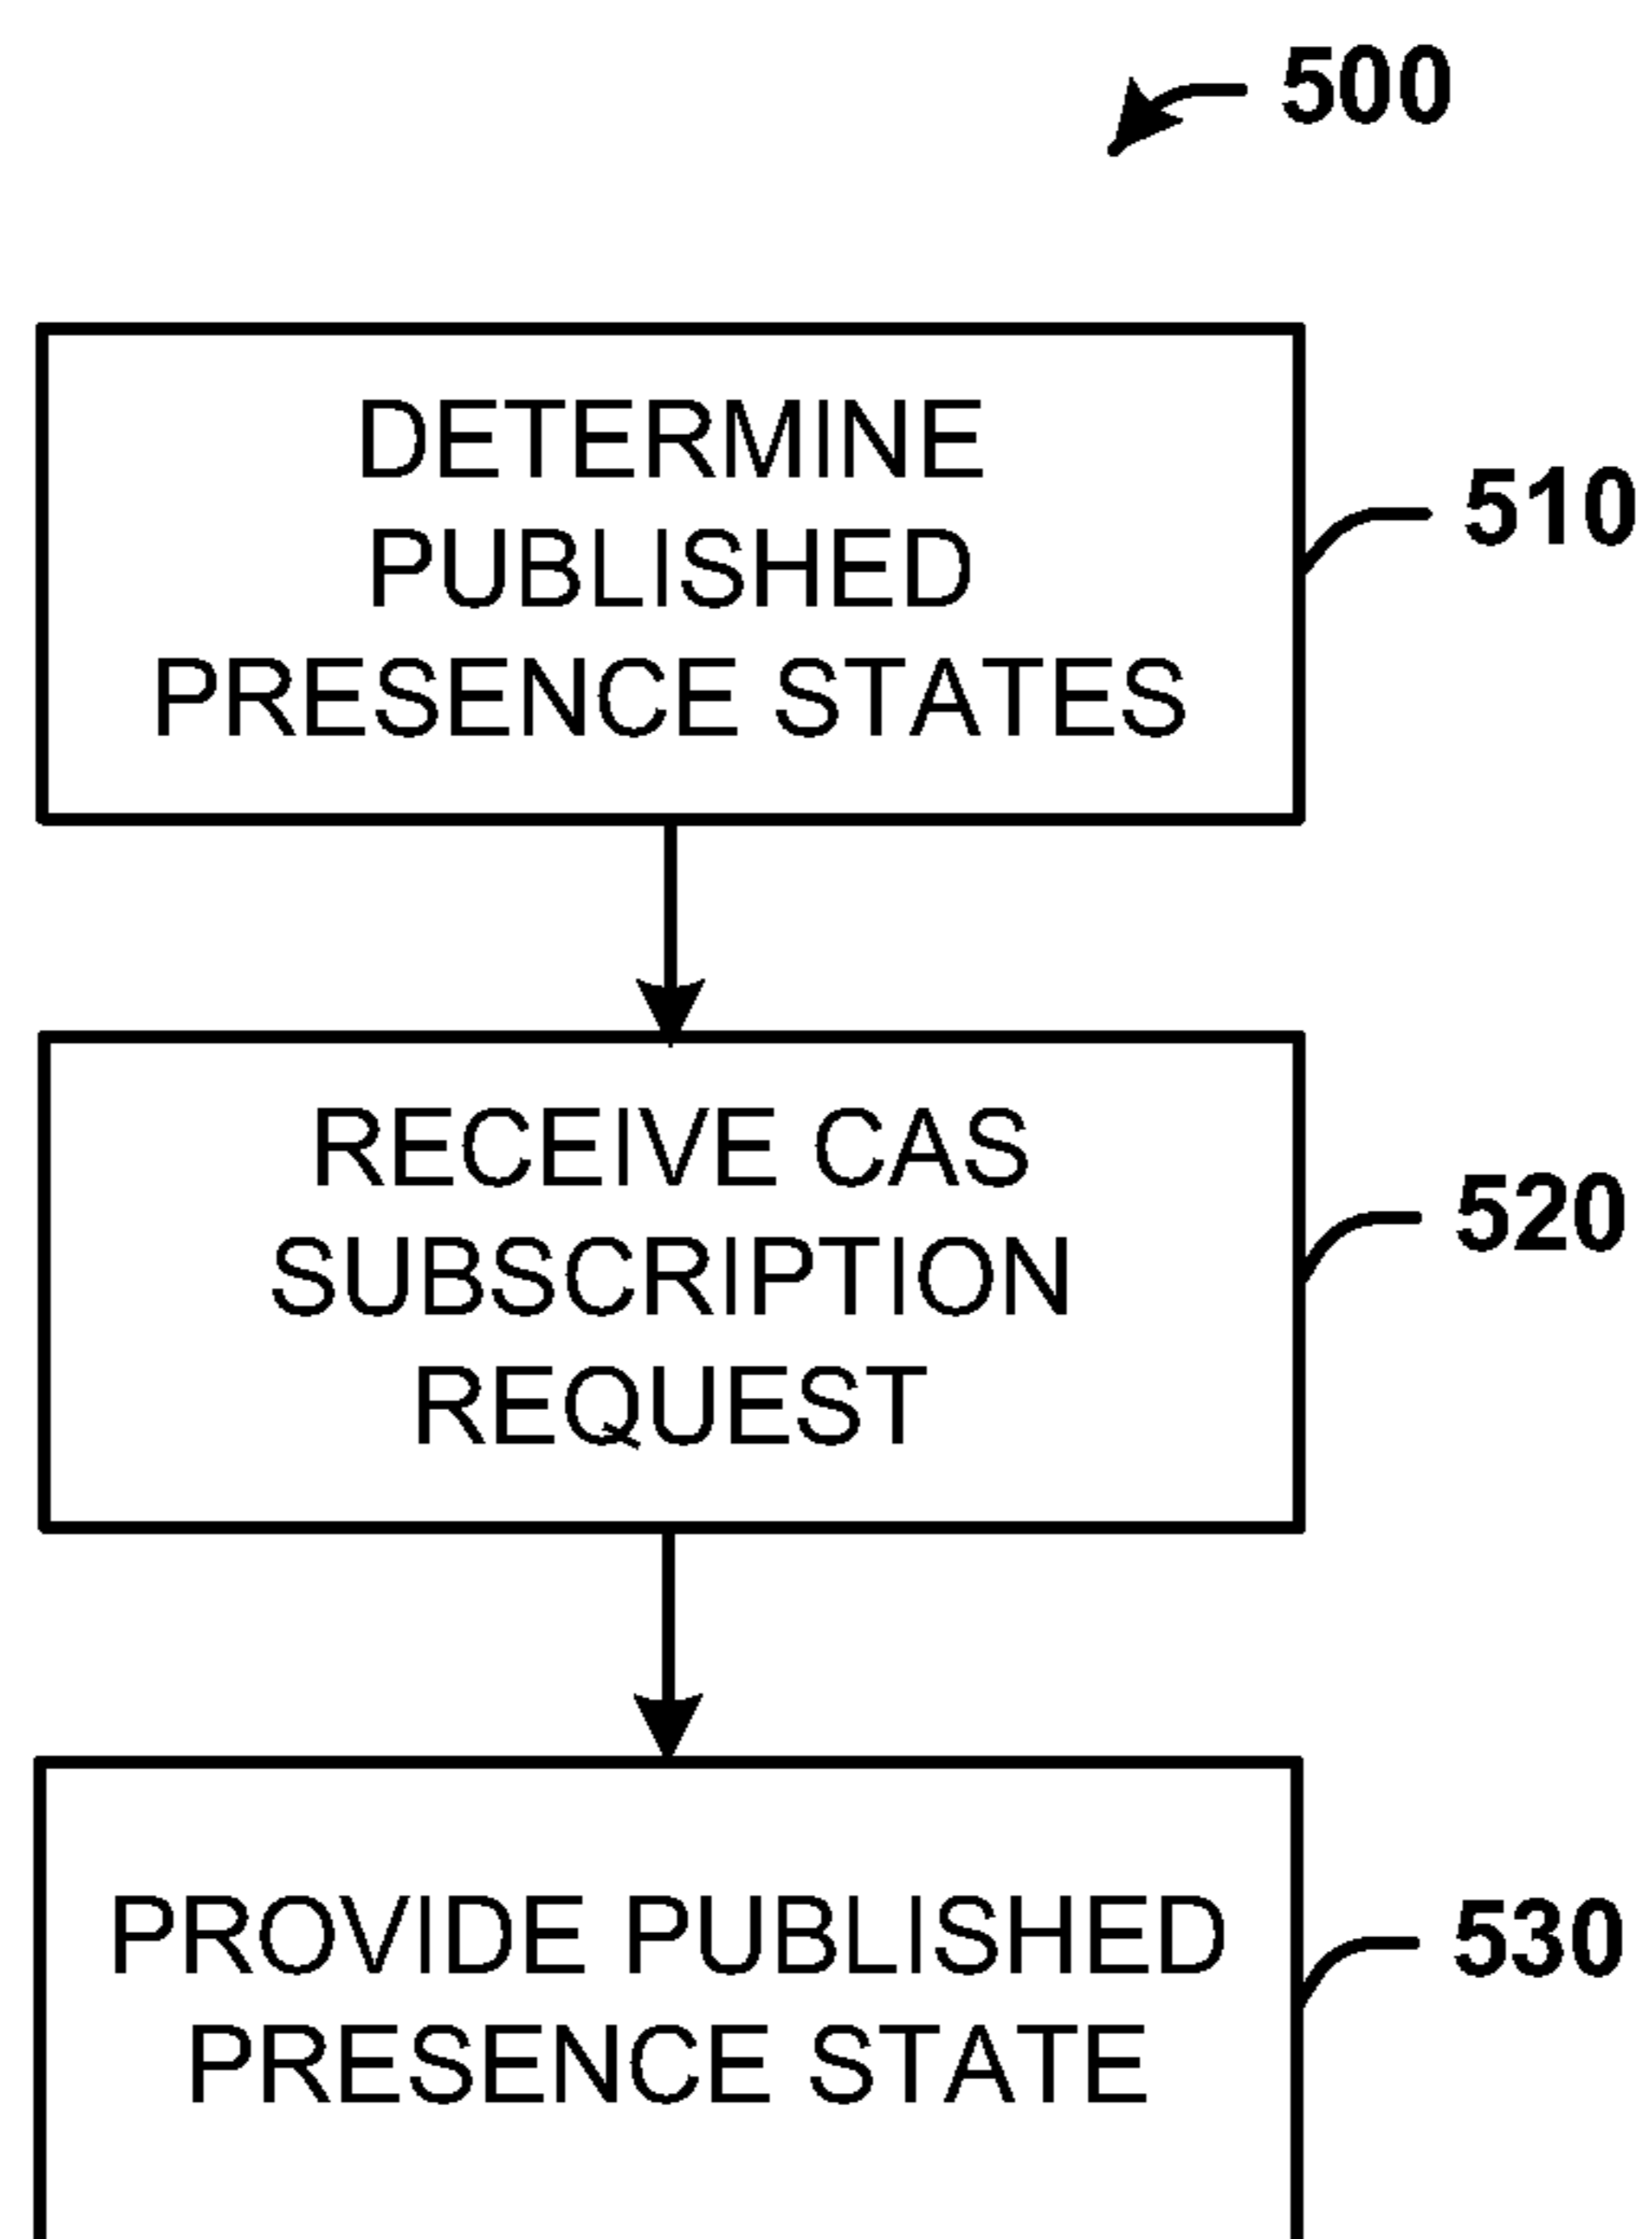 500
DETERMINE
PUBLISHED
PRESENCE STATES
510
RECEIVE CAS
SUBSCRIPTION
REQUEST
520
PROVIDE PUBLISHED
PRESENCE STATE
530